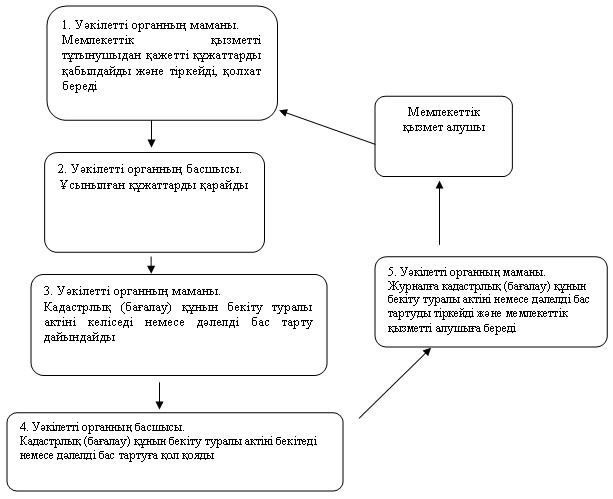 1. Уәкілетті органның маманы.
Мемлекеттік қызметті
тұтынушыдан қажетті құжаттарды
қабылдайды және тіркейді, қолхат
береді
Мемлекеттік
қызмет алушы
2. Уәкілетті органның басшысы.
Ұсынылған құжаттарды қарайды
3. Уәкілетті органның маманы.
Кадастрлық (бағалау) құнын бекіту туралы
актіні келіседі немесе дәлелді бас тарту
дайындайды
5. Уәкілетті органның маманы.
Журналға кадастрлық (бағалау) құнын
бекіту туралы актіні немесе дәлелді бас
тартуды тіркейді және мемлекеттік
қызметті алушыға береді
4. Уәкілетті органның басшысы.
Кадастрлық (бағалау) құнын бекіту туралы актіні бекітеді
немесе дәлелді бас тартуға қол қояды